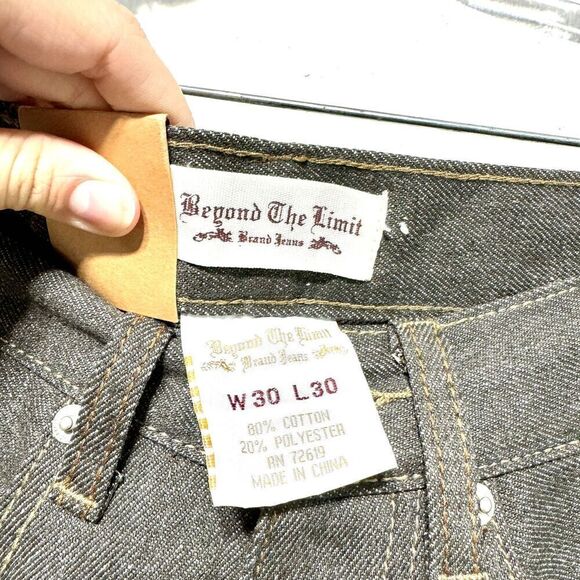 Beyond The Limit
Brand Jeans
Beyond The Limit
Brand Jeans
W30 L30
80% COTTON
20% POLYESTER
RN 72619
MADE IN CHINA